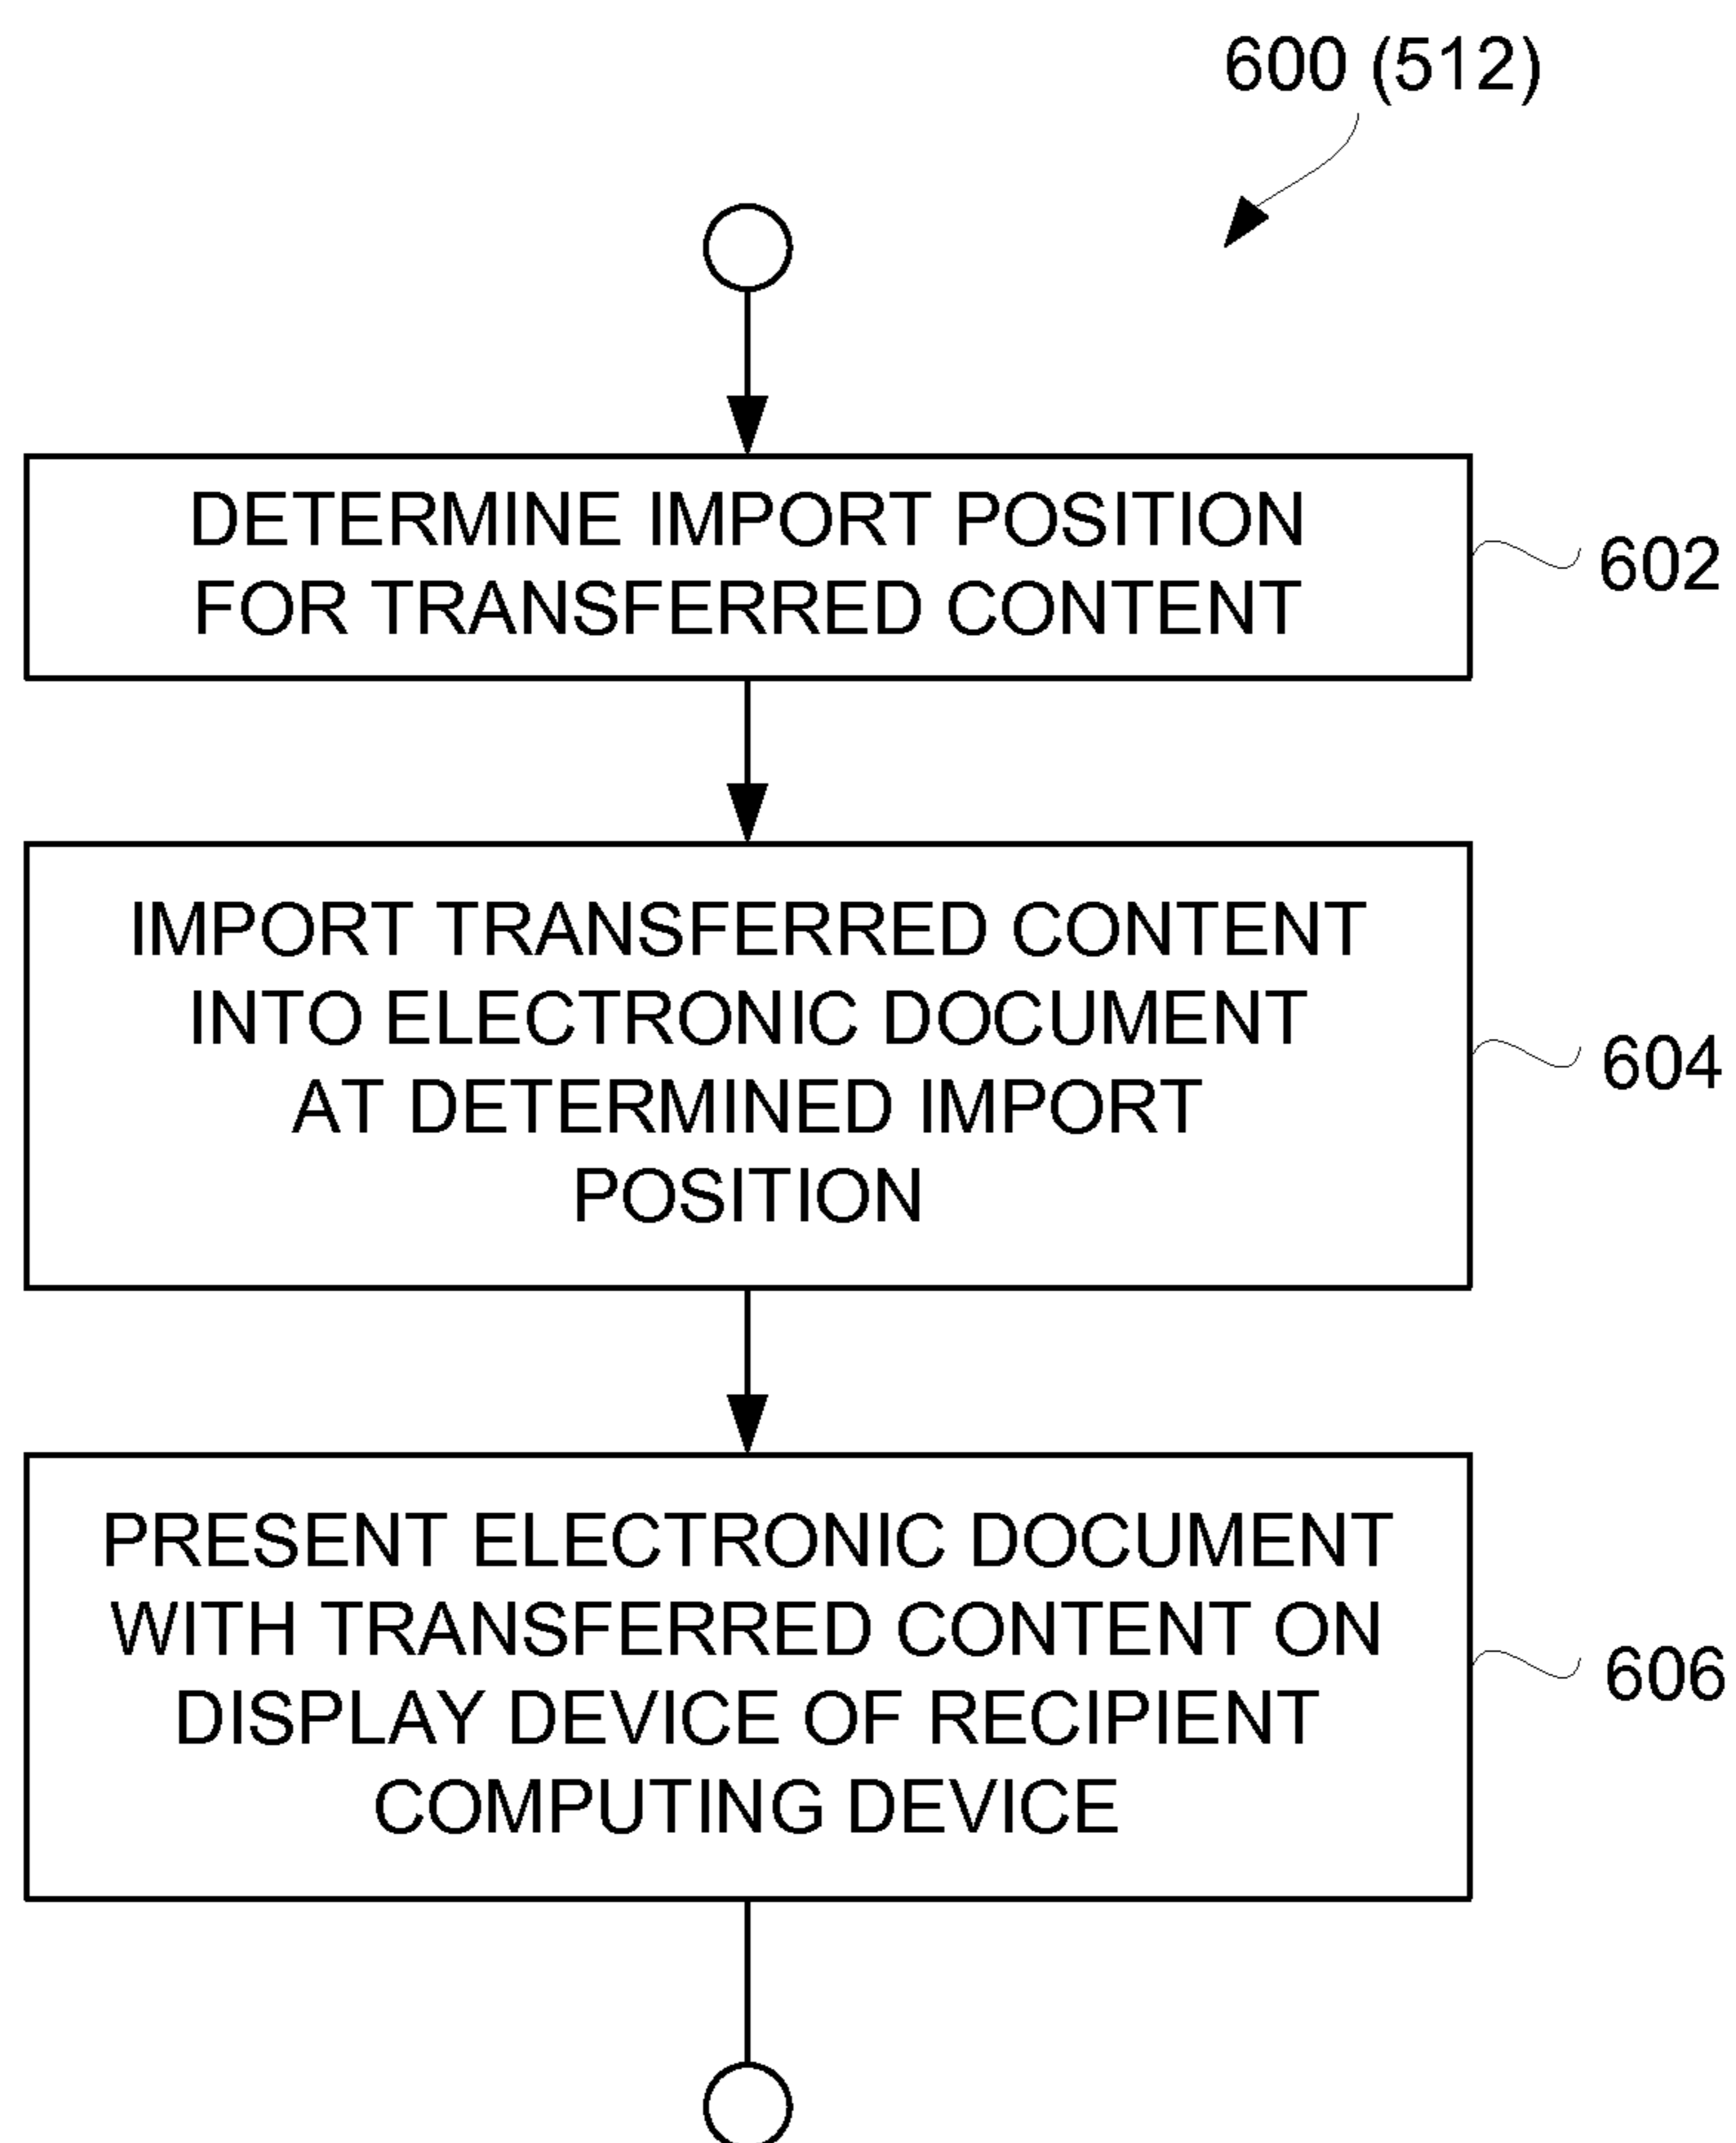 600 (512)
DETERMINE IMPORT POSITION
FOR TRANSFERRED CONTENT
602
IMPORT TRANSFERRED CONTENT
INTO ELECTRONIC DOCUMENT
AT DETERMINED IMPORT
POSITION
604
PRESENT ELECTRONIC DOCUMENT
WITH TRANSFERRED CONTENT ON
DISPLAY DEVICE OF RECIPIENT
COMPUTING DEVICE
606